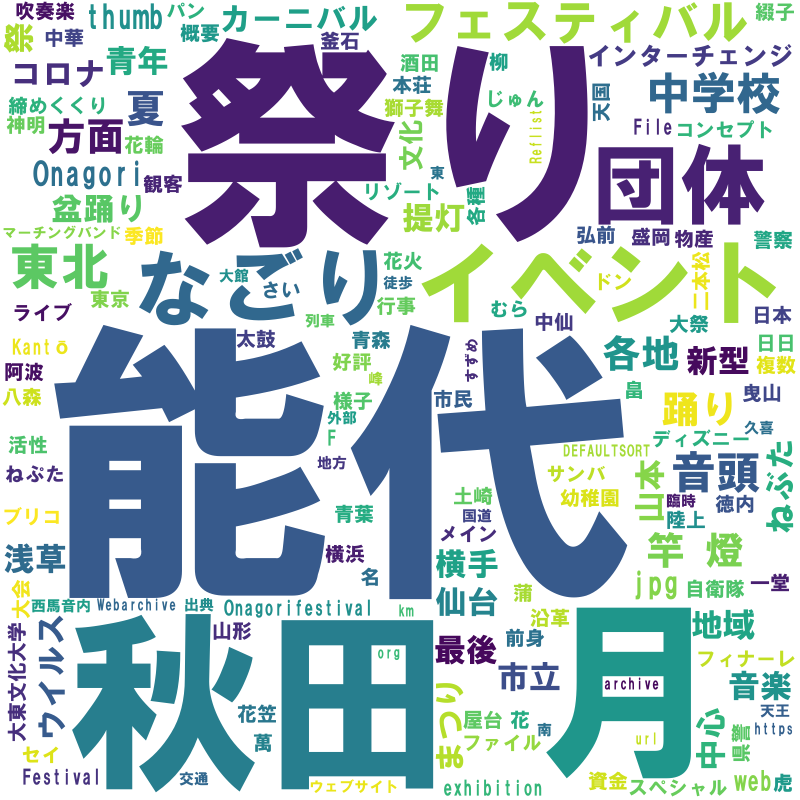 吹奏楽
thumb
パン
カーニバル
フェスティバル
綴子
祭
中華
概要
釜石
コロナ
青年
酒田
柳
インターチェンジ
本荘
天国
中学校
締めくくり
夏
獅子舞
じゅん
神明
方面
花輪
文化
Reflist
File
コンセプト
祭り
団体
Onagori
観客
東
リゾート
各種
盆踊り
提灯
マーチングバンド
季節
弘前
盛岡
物産
警察
東北
なごり
大館
さい
花火
徒歩
イベント
ドン
二本松
東京
行事
ライブ
列車
むら
中仙
大祭
日本
Kantō
太鼓
青森
すずめ
各地
新型
日日
複数
阿波
好評
峰
八森
様子
市民
畠
踊り
曳山
外部
久喜
活性
F
ディズニー
DEFAULTSORT
能代
地方
音頭
ねぶた
ねぷた
サンバ
山本
土崎
幼稚園
臨時
徳内
ブリコ
青葉
国道
陸上
メイン
浅草
横浜
横手
竿燈
大会
名
仙台
蒲
jpg
自衛隊
一堂
西馬音内
Webarchive
出典
Onagorifestival
km
沿革
地域
大東文化大学
ウイルス
秋田
山形
最後
前身
月
フィナーレ
org
市立
archive
音楽
花笠
まつり
屋台
花
天王
セイ
萬
ファイル
南
url
中心
県警
https
Festival
交通
ウェブサイト
exhibition
資金
スペシャル
web
虎